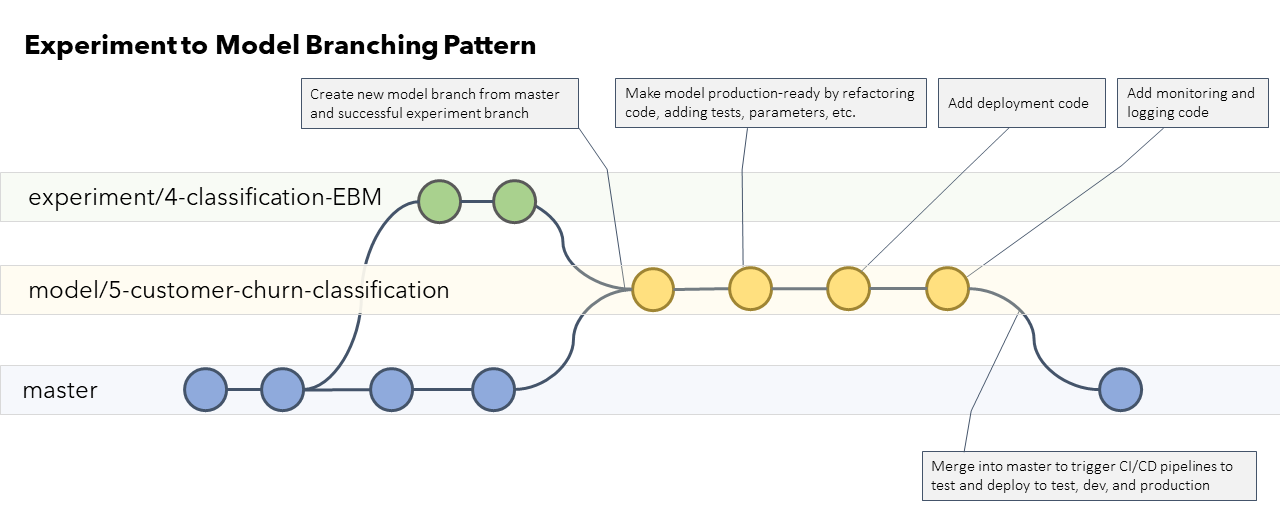 Experiment to Model Branching Pattern
Create new model branch from master
and successful experiment branch
Make model production-ready by refactoring
code, adding tests, parameters, etc.
Add deployment code
Add monitoring and
logging code
experiment/4-classification-EBM
model/5-customer-churn-classification
master
Merge into master to trigger CI/CD pipelines to
test and deploy to test, dev, and production